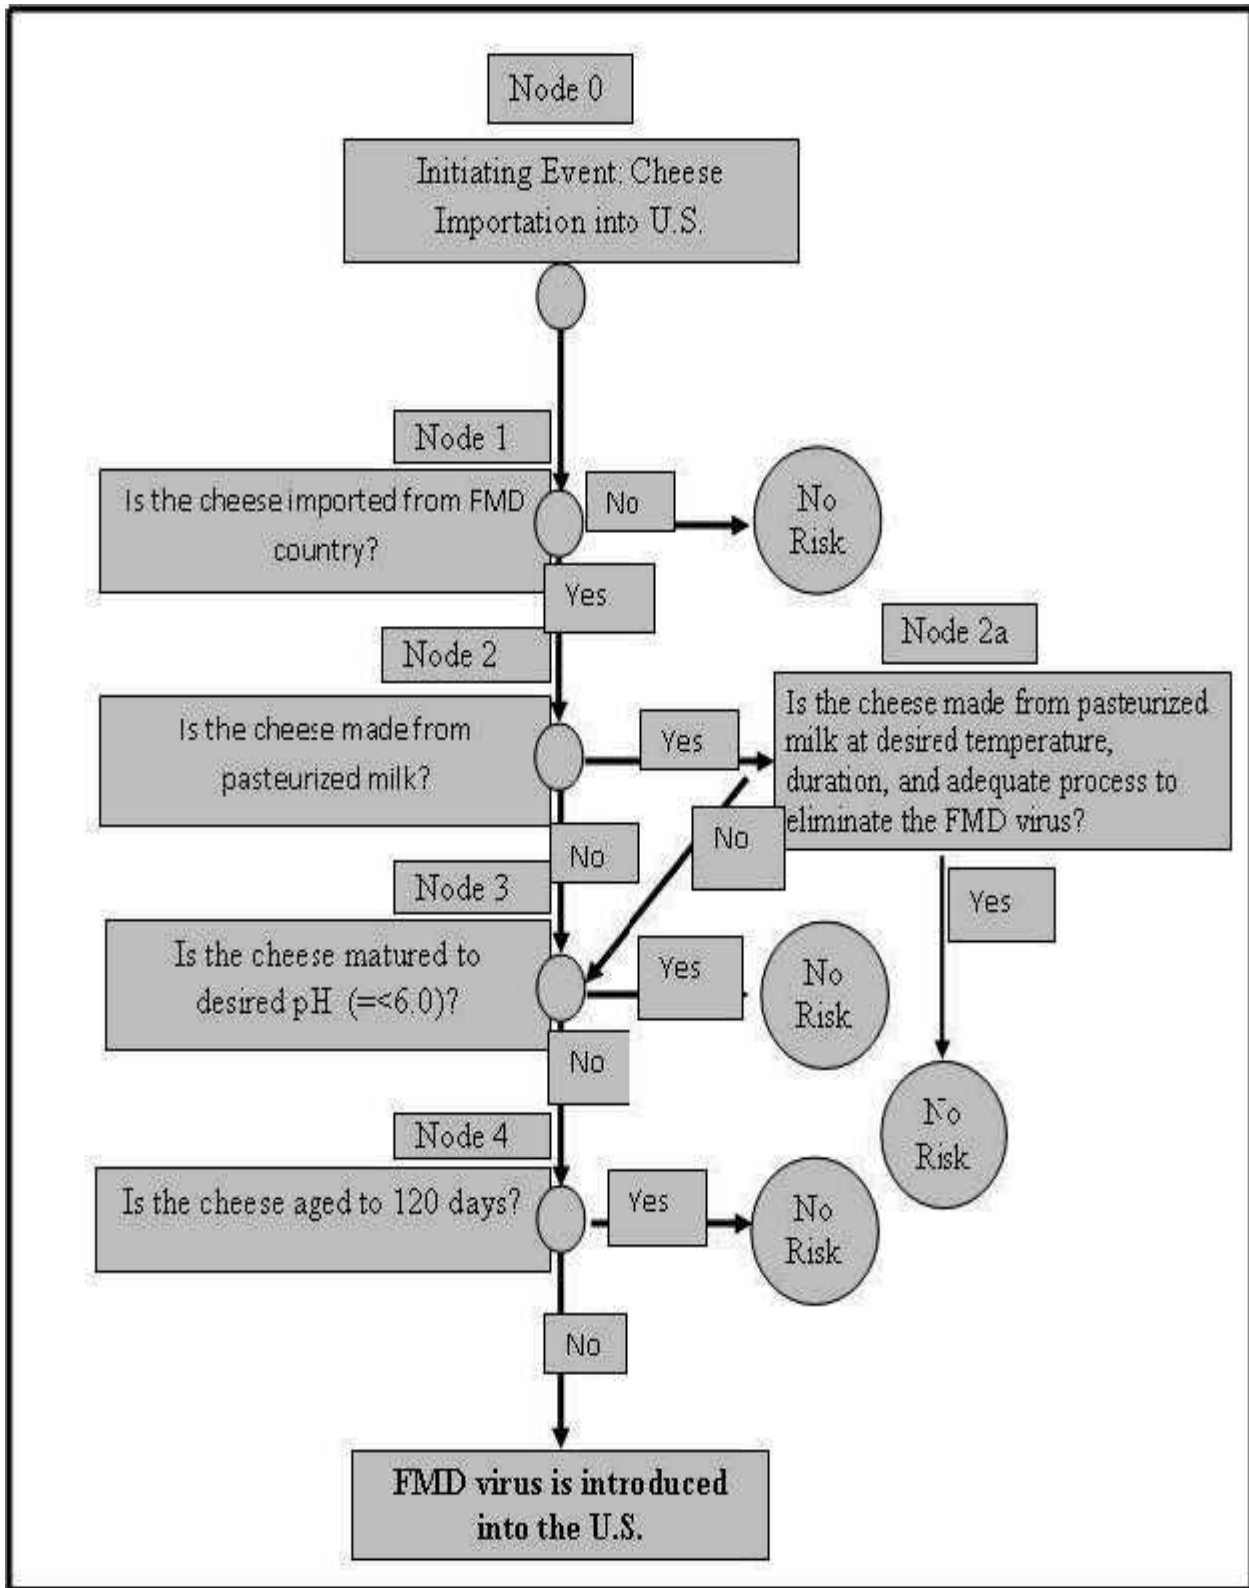 Node 0
Initiating Event: Cheese
Importation into U.S.
Node 1
Is the cheese imported from FMD
country?
No
No
Risk
Yes
Node 2
Node 2a
Is the cheese made from
pasteurized milk?
Yes
Is the cheese made from pasteurized
milk at desired temperature,
duration, and adequate process to
eliminate the FMD virus?
No
No
Yes
Node 3
Is the cheese matured to
desired pH (=<6.0)?
Yes
No
Risk
No
No
Risk
Node 4
Is the cheese aged to 120 days?
Yes
No
Risk
No
FMD virus is introduced
into the U.S.